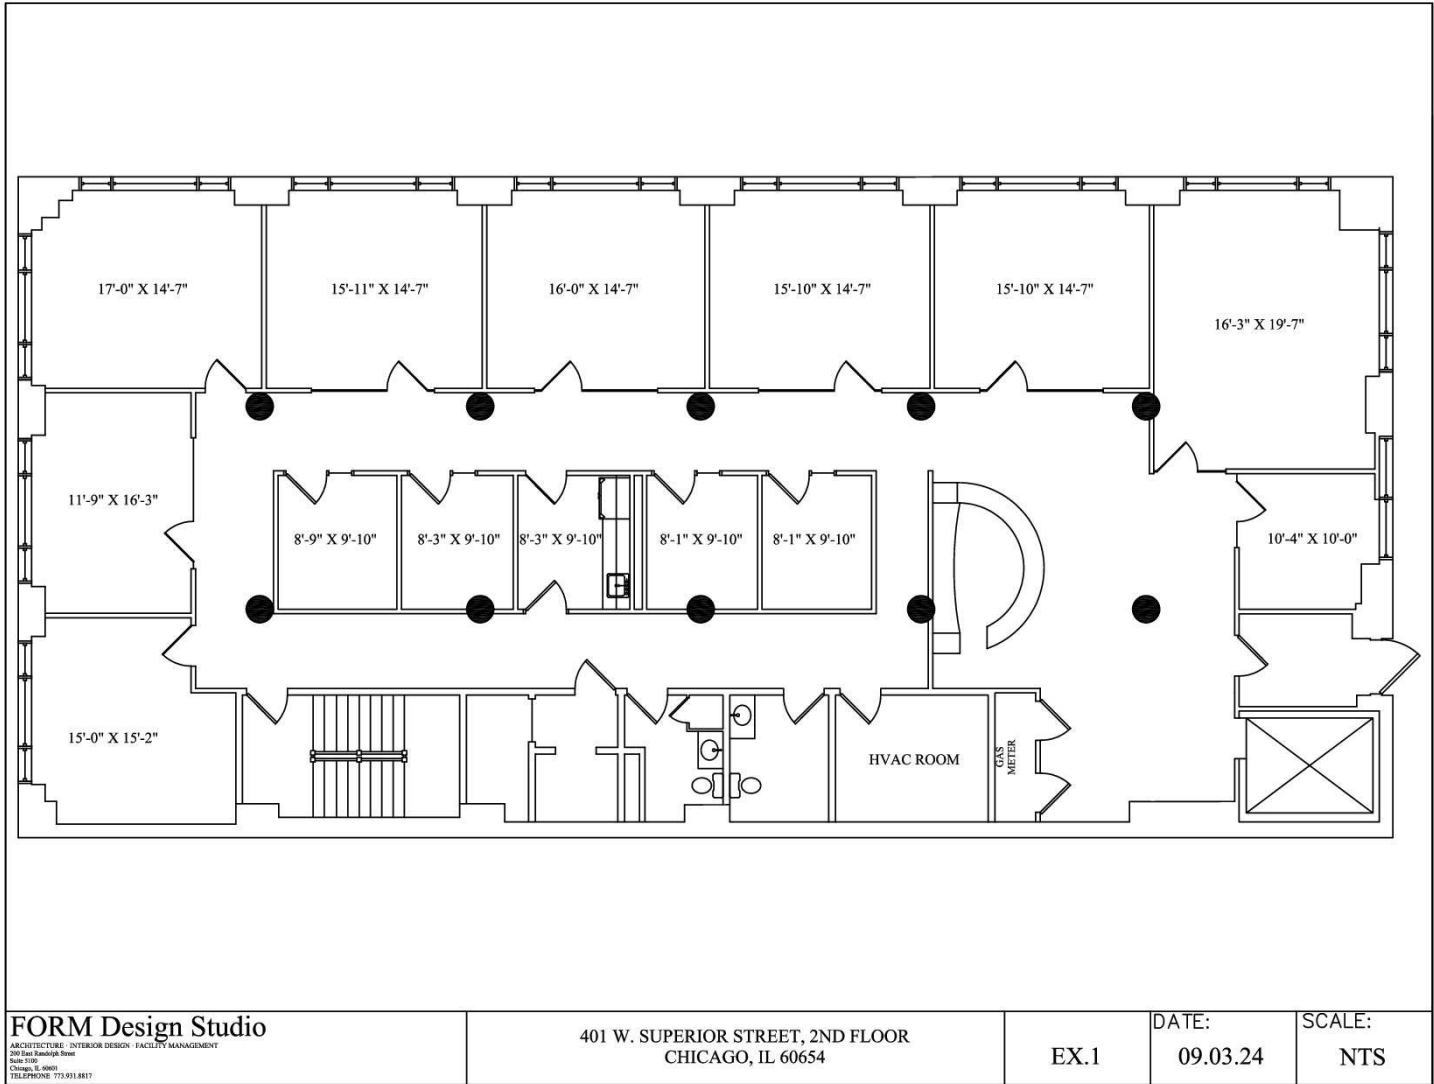 17'-0" X 14'-7"
15'-11" X 14'-7"
16'-0" X 14'-7"
15'-10" X 14'-7"
15'-10" X 14'-7"
16'-3" X 19'-7"
11'-9" X 16'-3"
8'-9" X 9'-10"
8'-3" X 9'-10"
8'-3" X 9'-10"
8'-1" X 9'-10"
8'-1" X 9'-10"
10'-4" X 10'-0"
15'-0" X 15'-2"
HVAC ROOM
GAS
METER
FORM Design Studio
ARCHITECTURE · INTERIOR DESIGN · FACILITY MANAGEMENT
200 East Randolph Street
Suite 5100
Chicago, IL 60601
TELEPHONE 773.931.8817
401 W. SUPERIOR STREET, 2ND FLOOR
CHICAGO, IL 60654
EX.1
DATE:
09.03.24
SCALE:
NTS